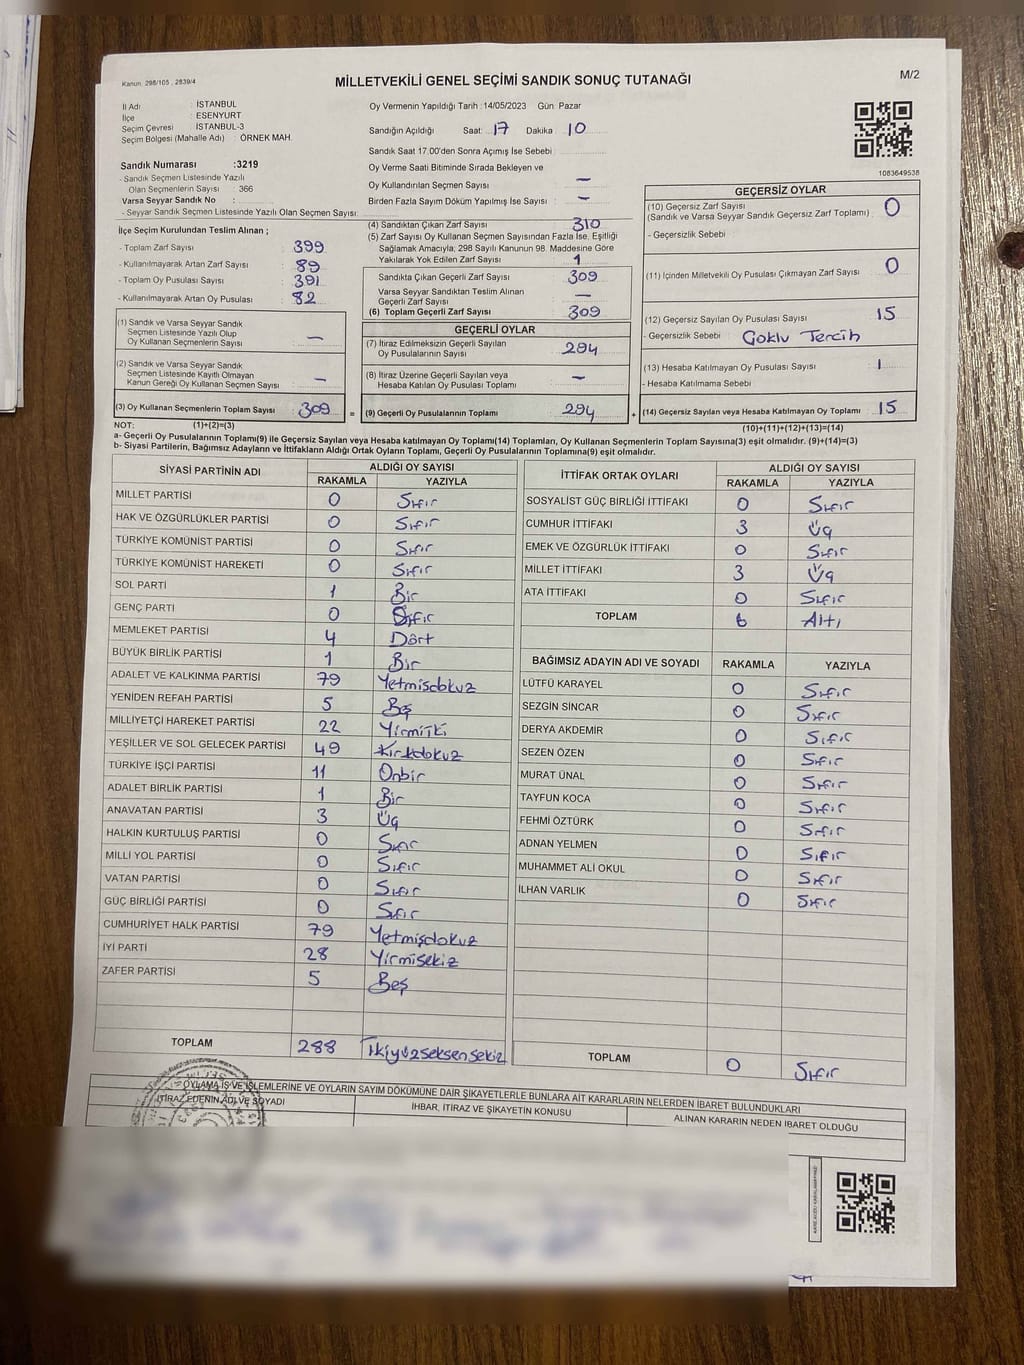 Kanun. 298/105 , 2839/4
MİLLETVEKİLİ GENEL SEÇİMİ SANDIK SONUÇ TUTANAĞI
M/2
İl Adı : İSTANBUL
İlçe : ESENYURT
Seçim Çevresi : İSTANBUL-3
Seçim Bölgesi (Mahalle Adı) : ÖRNEK MAH.
Sandık Numarası :3219
- Sandık Seçmen Listesinde Yazılı
Olan Seçmenlerin Sayısı : 366
Varsa Seyyar Sandık No :
- Seyyar Sandık Seçmen Listesinde Yazılı Olan Seçmen Sayısı:
Oy Vermenin Yapıldığı Tarih :14/05/2023 Gün: Pazar
Sandığın Açıldığı Saat: 17 Dakika 10
Sandık Saat 17.00'den Sonra Açımış İse Sebebi :
Oy Verme Saati Bitiminde Sırada Bekleyen ve
Oy Kullandırılan Seçmen Sayısı : —
Birden Fazla Sayım Döküm Yapılmış İse Sayısı : —
1083649538
İlçe Seçim Kurulundan Teslim Alınan ;
- Toplam Zarf Sayısı : 399
- Kullanılmayarak Artan Zarf Sayısı : 89
- Toplam Oy Pusulası Sayısı : 391
- Kullanılmayarak Artan Oy Pusulası : 82
(4) Sandıktan Çıkan Zarf Sayısı : 310
(5) Zarf Sayısı Oy Kullanan Seçmen Sayısından Fazla İse, Eşitliği
Sağlamak Amacıyla; 298 Sayılı Kanunun 98. Maddesine Göre
Yakılarak Yok Edilen Zarf Sayısı : 1
Sandıkta Çıkan Geçerli Zarf Sayısı : 309
Varsa Seyyar Sandıktan Teslim Alınan
Geçerli Zarf Sayısı : —
(6) Toplam Geçerli Zarf Sayısı : 309
GEÇERSİZ OYLAR
(10) Geçersiz Zarf Sayısı
(Sandık ve Varsa Seyyar Sandık Geçersiz Zarf Toplamı) : 0
- Geçersizlik Sebebi :
(11) İçinden Milletvekili Oy Pusulası Çıkmayan Zarf Sayısı : 0
(12) Geçersiz Sayılan Oy Pusulası Sayısı : 15
- Geçersizlik Sebebi : Çoklu Tercih
(13) Hesaba Katılmayan Oy Pusulası Sayısı : 1
- Hesaba Katılmama Sebebi :
(14) Geçersiz Sayılan veya Hesaba Katılmayan Oy Toplamı : 15
(10)+(11)+(12)+(13)=(14)
(1) Sandık ve Varsa Seyyar Sandık
Seçmen Listesinde Yazılı Olup
Oy Kullanan Seçmenlerin Sayısı : —
(2) Sandık ve Varsa Seyyar Sandık
Seçmen Listesinde Kayıtlı Olmayan
Kanun Gereği Oy Kullanan Seçmen Sayısı : —
(3) Oy Kullanan Seçmenlerin Toplam Sayısı : 309 =
(1)+(2)=(3)
GEÇERLİ OYLAR
(7) İtiraz Edilmeksizin Geçerli Sayılan
Oy Pusulalarının Sayısı : 294
(8) İtiraz Üzerine Geçerli Sayılan veya
Hesaba Katılan Oy Pusulası Toplamı : —
(9) Geçerli Oy Pusulalarının Toplamı : 294 +
NOT:
a- Geçerli Oy Pusulalarının Toplamı(9) ile Geçersiz Sayılan veya Hesaba Katılmayan Oy Toplamı(14) Toplamları, Oy Kullanan Seçmenlerin Toplam Sayısına(3) eşit olmalıdır. (9)+(14)=(3)
b- Siyasi Partilerin, Bağımsız Adayların ve İttifakların Aldığı Ortak Oyların Toplamı, Geçerli Oy Pusulalarının Toplamına(9) eşit olmalıdır.
SİYASİ PARTİNİN ADI ALDIĞI OY SAYISI
RAKAMLA YAZIYLA
MİLLET PARTİSİ 0 Sıfır
HAK VE ÖZGÜRLÜKLER PARTİSİ 0 Sıfır
TÜRKİYE KOMÜNİST PARTİSİ 0 Sıfır
TÜRKİYE KOMÜNİST HAREKETİ 0 Sıfır
SOL PARTİ 1 Bir
GENÇ PARTİ 0 Sıfır
MEMLEKET PARTİSİ 4 Dört
BÜYÜK BİRLİK PARTİSİ 1 Bir
ADALET VE KALKINMA PARTİSİ 79 Yetmişdokuz
YENİDEN REFAH PARTİSİ 5 Beş
MİLLİYETÇİ HAREKET PARTİSİ 22 Yirmiiki
YEŞİLLER VE SOL GELECEK PARTİSİ 49 Kırkdokuz
TÜRKİYE İŞÇİ PARTİSİ 11 Onbir
ADALET BİRLİK PARTİSİ 1 Bir
ANAVATAN PARTİSİ 3 Üç
HALKIN KURTULUŞ PARTİSİ 0 Sıfır
MİLLİ YOL PARTİSİ 0 Sıfır
VATAN PARTİSİ 0 Sıfır
GÜÇ BİRLİĞİ PARTİSİ 0 Sıfır
CUMHURİYET HALK PARTİSİ 79 Yetmişdokuz
İYİ PARTİ 28 Yirmisekiz
ZAFER PARTİSİ 5 Beş
TOPLAM 288 İkiyüzseksensekiz
İTTİFAK ORTAK OYLARI ALDIĞI OY SAYISI
RAKAMLA YAZIYLA
SOSYALİST GÜÇ BİRLİĞİ İTTİFAKI 0 Sıfır
CUMHUR İTTİFAKI 3 Üç
EMEK VE ÖZGÜRLÜK İTTİFAKI 0 Sıfır
MİLLET İTTİFAKI 3 Üç
ATA İTTİFAKI 0 Sıfır
TOPLAM 6 Altı
BAĞIMSIZ ADAYIN ADI VE SOYADI RAKAMLA YAZIYLA
LÜTFÜ KARAYEL 0 Sıfır
SEZGİN SİNCAR 0 Sıfır
DERYA AKDEMİR 0 Sıfır
SEZEN ÖZEN 0 Sıfır
MURAT ÜNAL 0 Sıfır
TAYFUN KOCA 0 Sıfır
FEHMİ ÖZTÜRK 0 Sıfır
ADNAN YELMEN 0 Sıfır
MUHAMMET ALİ OKUL 0 Sıfır
İLHAN VARLIK 0 Sıfır
TOPLAM 0 Sıfır
OYLAMA İŞ VE İŞLEMLERİNE VE OYLARIN SAYIM DÖKÜMÜNE DAİR ŞİKAYETLERLE BUNLARA AİT KARARLARIN NELERDEN İBARET BULUNDUKLARI
İTİRAZ EDENİN ADI VE SOYADI
İHBAR, İTİRAZ VE ŞİKAYETİN KONUSU
ALINAN KARARIN NEDEN İBARET OLDUĞU